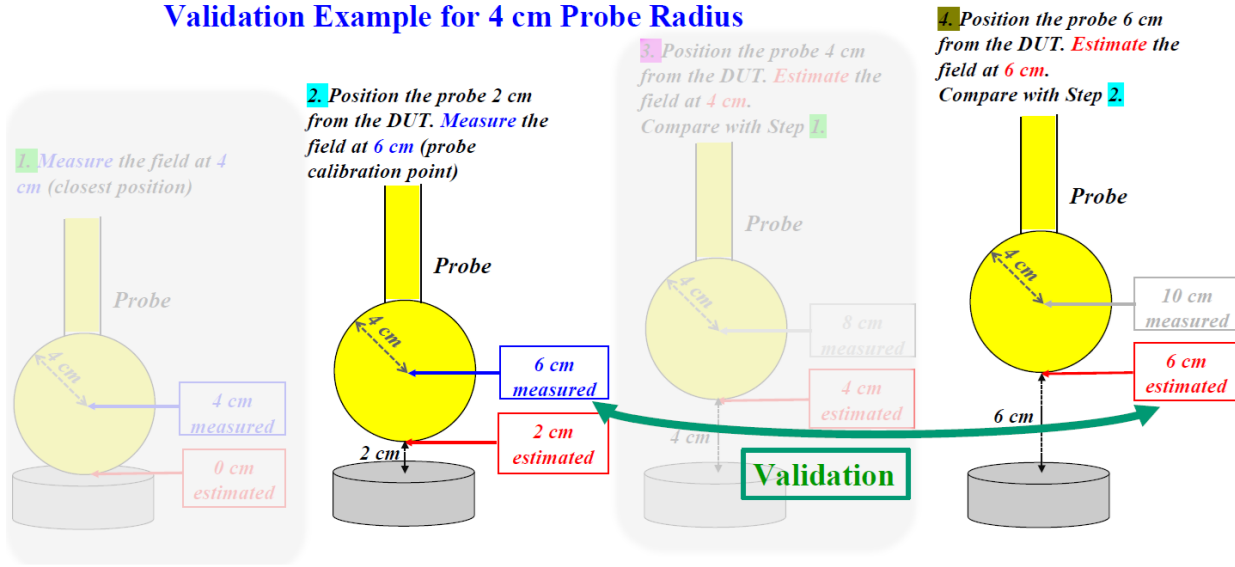 Validation Example for 4 cm Probe Radius
1. Measure the field at 4
cm (closest position)
Probe
4 cm
4 cm
measured
0 cm
estimated
2. Position the probe 2 cm
from the DUT. Measure the
field at 6 cm (probe
calibration point)
Probe
4 cm
6 cm
measured
2 cm
estimated
2 cm
3. Position the probe 4 cm
from the DUT. Estimate the
field at 4 cm.
Compare with Step 1.
Probe
4 cm
8 cm
measured
4 cm
estimated
4 cm
4. Position the probe 6 cm
from the DUT. Estimate the
field at 6 cm.
Compare with Step 2.
Probe
4 cm
10 cm
measured
6 cm
estimated
6 cm
Validation